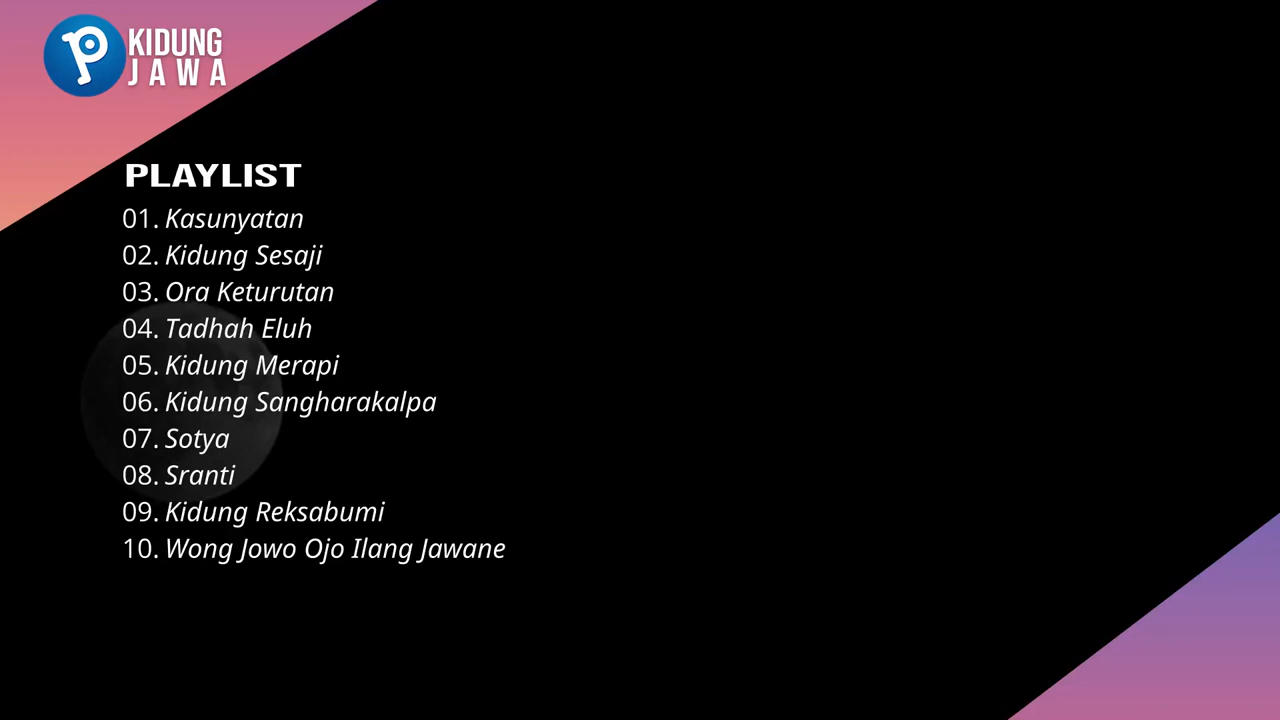 KIDUNG
JAWA
PLAYLIST
01. Kasunyatan
02. Kidung Sesaji
03. Ora Keturutan
04. Tadhah Eluh
05. Kidung Merapi
06. Kidung Sangharakalpa
07. Sotya
08. Sranti
09. Kidung Reksabumi
10. Wong Jowo Ojo Ilang Jawane